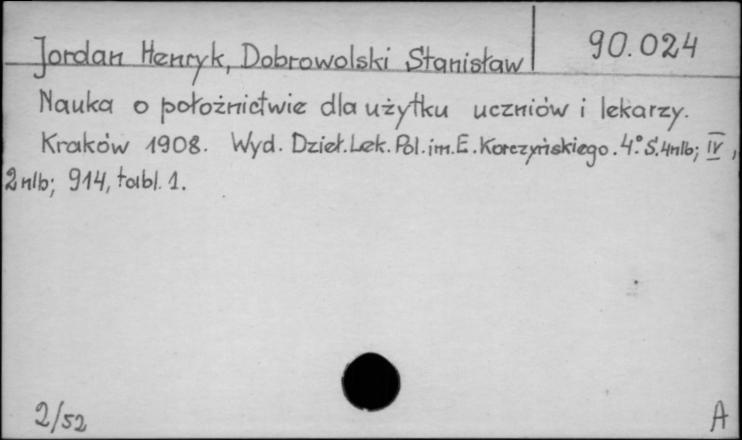 Jordan Henryk, Dobrowolski Stanisław 90.024
Nauka o położnictwie dla użytku uczniów i lekarzy.
Kraków 1908. Wyd. Dzieł. Lek. Pol. im. E. Korczyńskiego. 4.° S. 4nlb; IV,
2nlb; 914, tabl. 1.
2/52 A